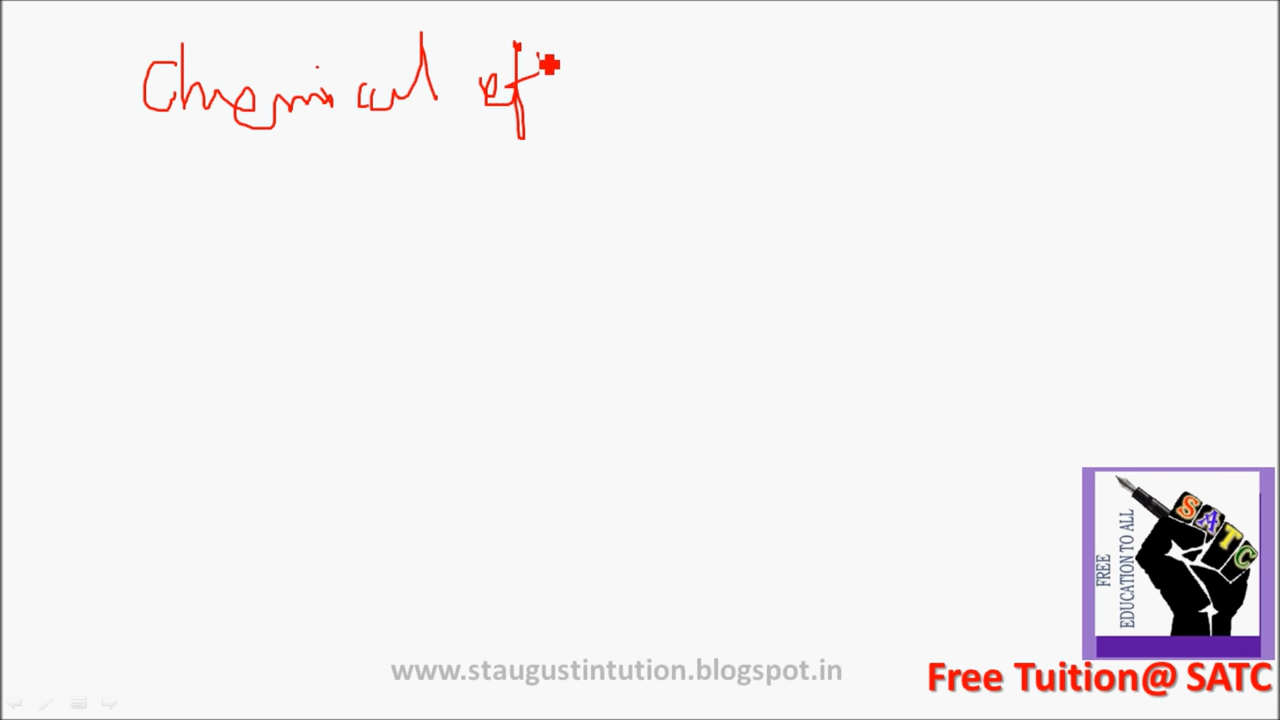 Chemical ef
SATC
FREE
EDUCATION TO ALL
www.staugustintution.blogspot.in
Free Tuition@ SATC